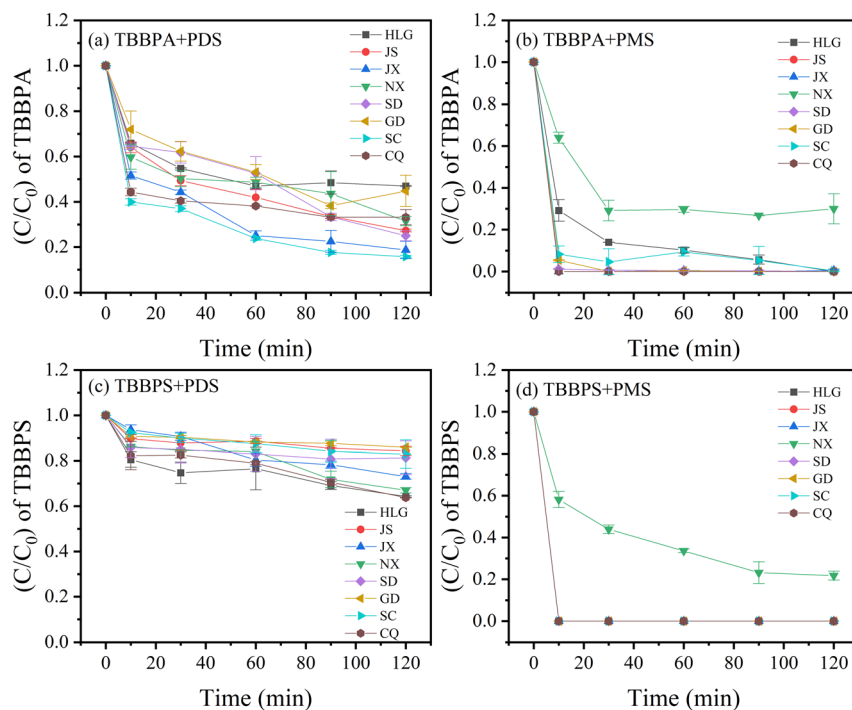 (a) TBBPA+PDS
HLG
JS
JX
NX
SD
GD
SC
CQ
1.2
1.0
0.8
0.6
0.4
0.2
0.0
(C/C₀) of TBBPA
0 20 40 60 80 100 120
Time (min)
(b) TBBPA+PMS
HLG
JS
JX
NX
SD
GD
SC
CQ
1.2
1.0
0.8
0.6
0.4
0.2
0.0
(C/C₀) of TBBPA
0 20 40 60 80 100 120
Time (min)
(c) TBBPS+PDS
HLG
JS
JX
NX
SD
GD
SC
CQ
1.2
1.0
0.8
0.6
0.4
0.2
0.0
(C/C₀) of TBBPS
0 20 40 60 80 100 120
Time (min)
(d) TBBPS+PMS
HLG
JS
JX
NX
SD
GD
SC
CQ
1.2
1.0
0.8
0.6
0.4
0.2
0.0
(C/C₀) of TBBPS
0 20 40 60 80 100 120
Time (min)